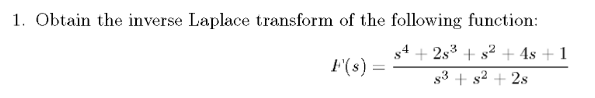 1. Obtain the inverse Laplace transform of the following function:
F(s) = \frac{s^4 + 2s^3 + s^2 + 4s + 1}{s^3 + s^2 + 2s}